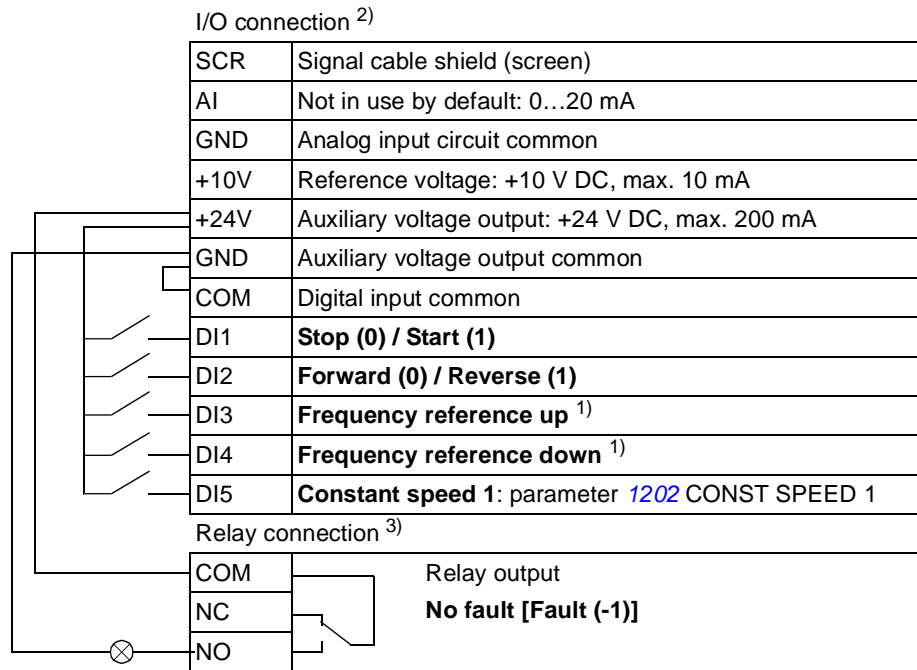 I/O connection 2)
SCR Signal cable shield (screen)
AI Not in use by default: 0…20 mA
GND Analog input circuit common
+10V Reference voltage: +10 V DC, max. 10 mA
+24V Auxiliary voltage output: +24 V DC, max. 200 mA
GND Auxiliary voltage output common
COM Digital input common
DI1 Stop (0) / Start (1)
DI2 Forward (0) / Reverse (1)
DI3 Frequency reference up 1)
DI4 Frequency reference down 1)
DI5 Constant speed 1: parameter 1202 CONST SPEED 1
Relay connection 3)
COM Relay output
NC No fault [Fault (-1)]
NO